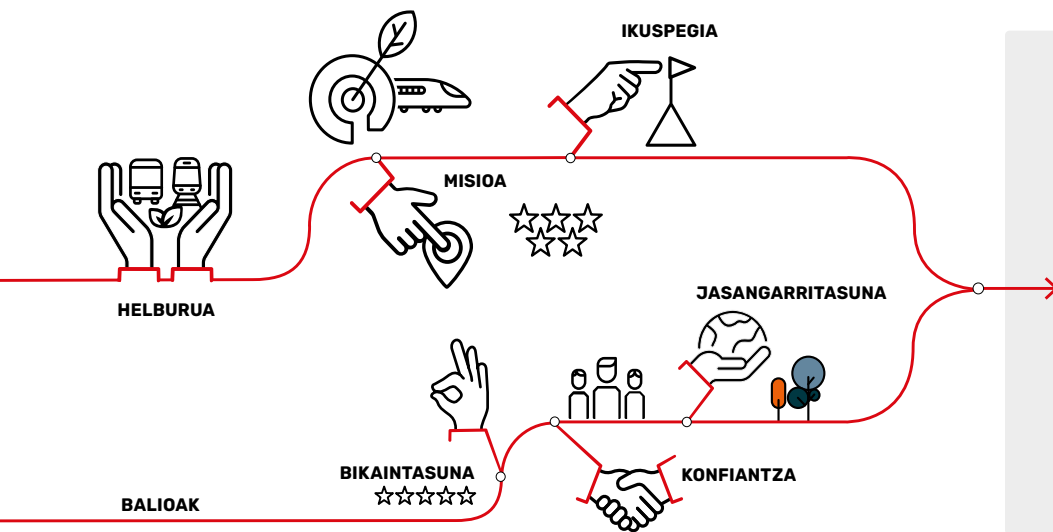 IKUSPEGIA
MISIOA
HELBURUA
JASANGARRITASUNA
BIKAINTASUNA
KONFIANTZA
BALIOAK